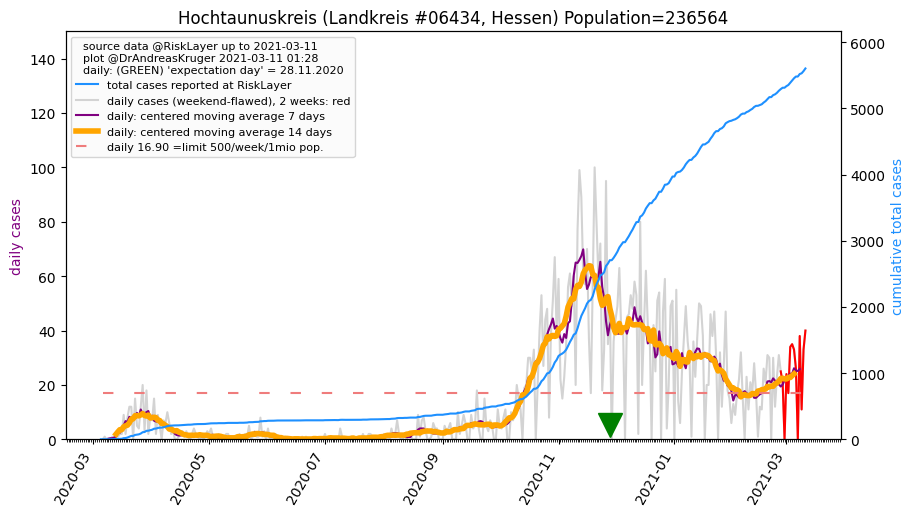 Hochtaunuskreis (Landkreis #06434, Hessen) Population=236564
source data @RiskLayer up to 2021-03-11
plot @DrAndreasKruger 2021-03-11 01:28
daily: (GREEN) 'expectation day' = 28.11.2020
total cases reported at RiskLayer
daily cases (weekend-flawed), 2 weeks: red
daily: centered moving average 7 days
daily: centered moving average 14 days
daily 16.90 =limit 500/week/1mio pop.
daily cases
140
120
100
80
60
40
20
0
cumulative total cases
6000
5000
4000
3000
2000
1000
0
2020-03
2020-05
2020-07
2020-09
2020-11
2021-01
2021-03